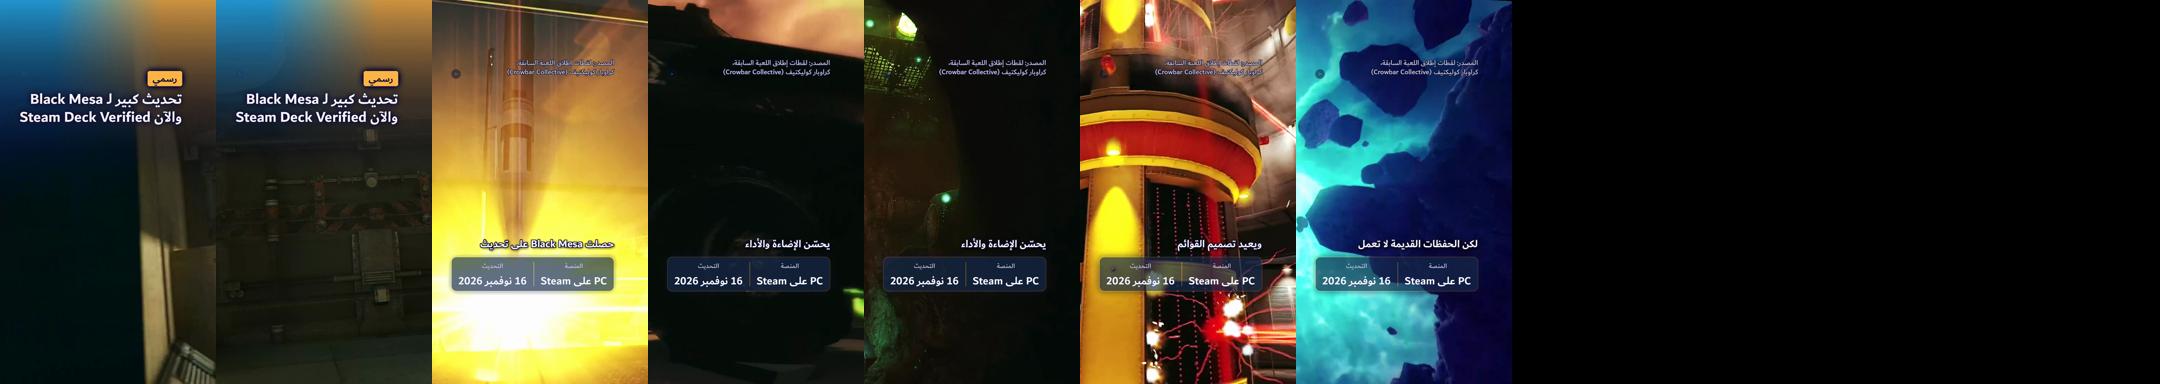 رسمي
تحديث كبير لـ Black Mesa
والآن Steam Deck Verified
رسمي
تحديث كبير لـ Black Mesa
والآن Steam Deck Verified
المصدر: لقطات إطلاق اللعبة السابقة،
كراوبار كوليكتيف (Crowbar Collective)
حصلت Black Mesa على تحديث
المنصة
PC على Steam
التحديث
16 نوفمبر 2026
المصدر: لقطات إطلاق اللعبة السابقة،
كراوبار كوليكتيف (Crowbar Collective)
يحسّن الإضاءة والأداء
المنصة
PC على Steam
التحديث
16 نوفمبر 2026
المصدر: لقطات إطلاق اللعبة السابقة،
كراوبار كوليكتيف (Crowbar Collective)
يحسّن الإضاءة والأداء
المنصة
PC على Steam
التحديث
16 نوفمبر 2026
المصدر: لقطات إطلاق اللعبة السابقة،
كراوبار كوليكتيف (Crowbar Collective)
ويعيد تصميم القوائم
المنصة
PC على Steam
التحديث
16 نوفمبر 2026
المصدر: لقطات إطلاق اللعبة السابقة،
كراوبار كوليكتيف (Crowbar Collective)
لكن الحفظات القديمة لا تعمل
المنصة
PC على Steam
التحديث
16 نوفمبر 2026